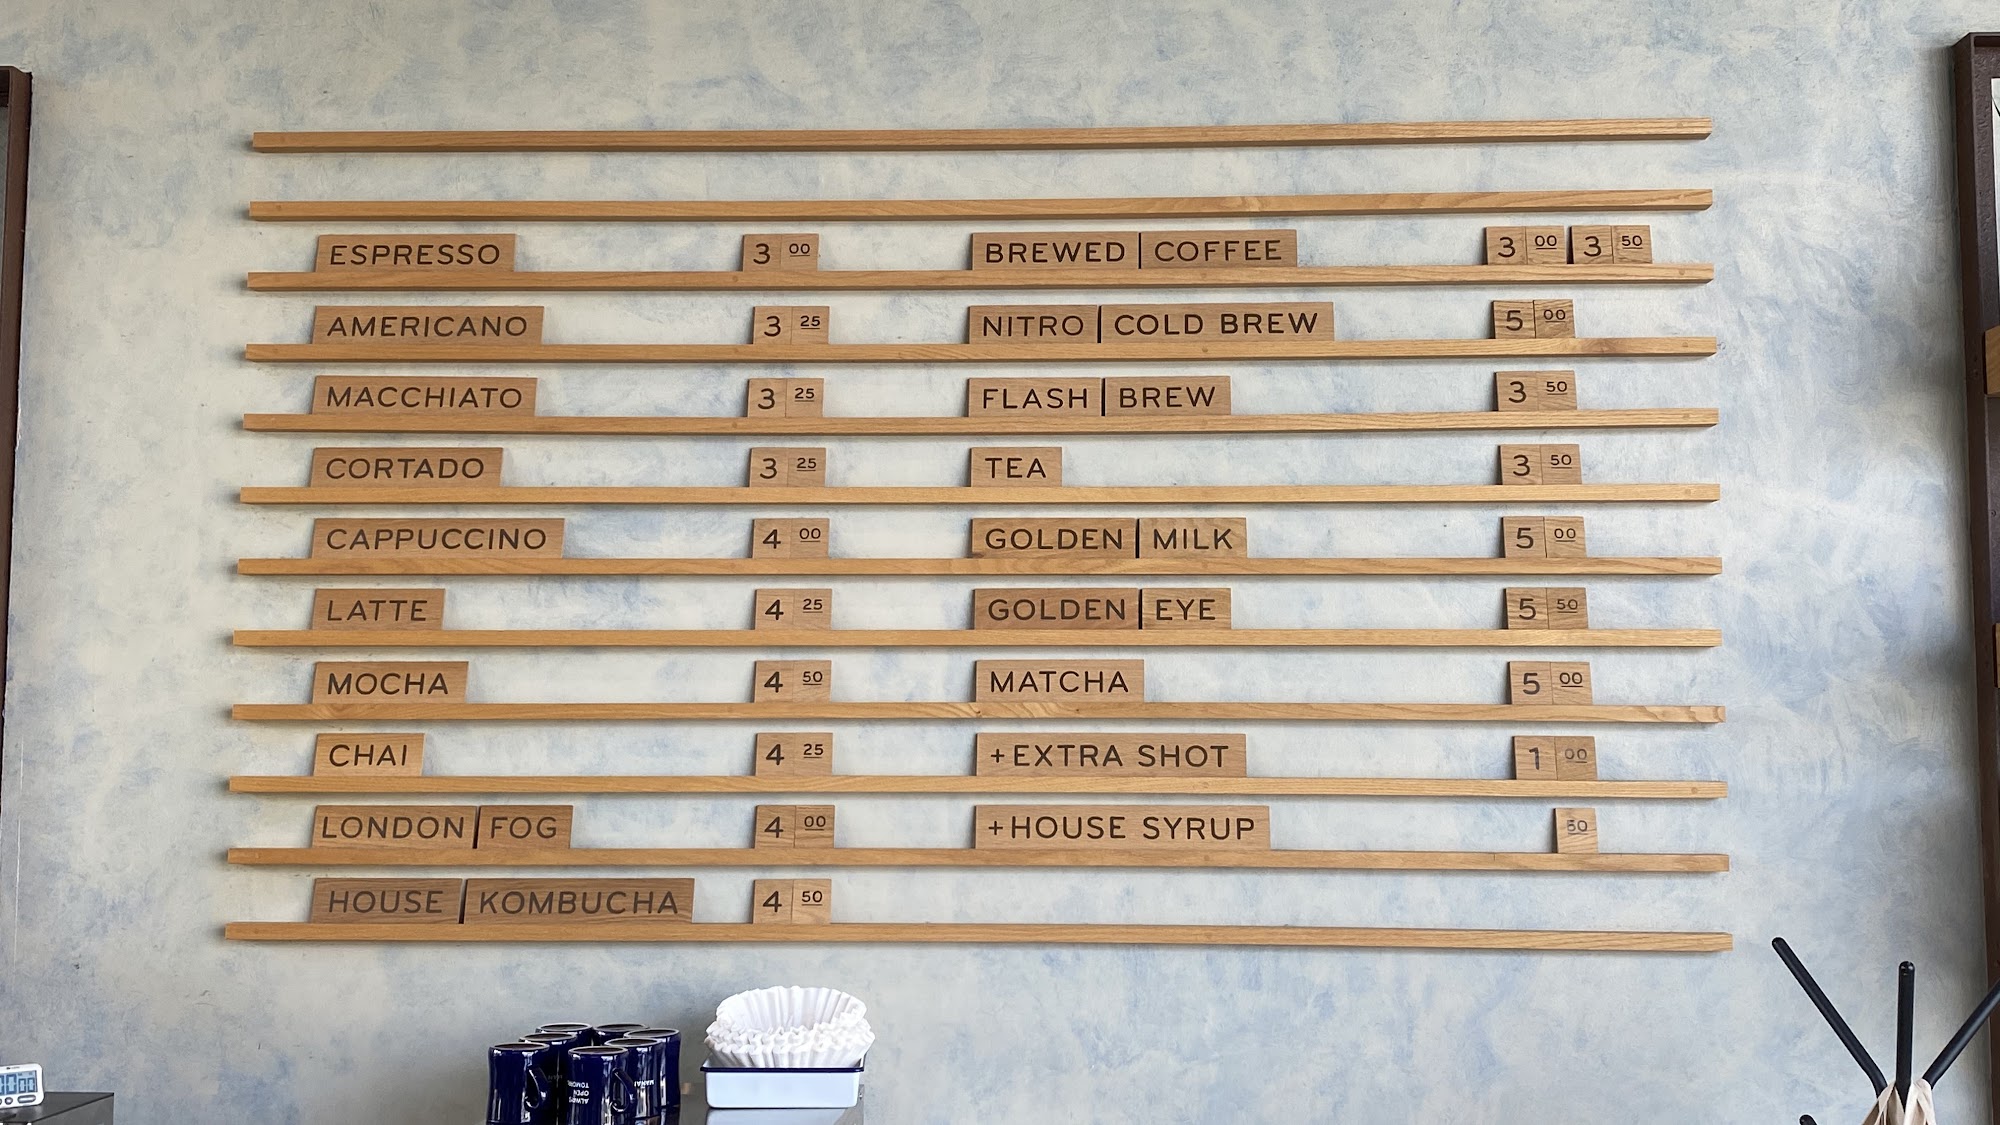 ESPRESSO 3 00
AMERICANO 3 25
MACCHIATO 3 25
CORTADO 3 25
CAPPUCCINO 4 00
LATTE 4 25
MOCHA 4 50
CHAI 4 25
LONDON FOG 4 00
HOUSE KOMBUCHA 4 50
BREWED COFFEE 3 00 3 50
NITRO COLD BREW 5 00
FLASH BREW 3 50
TEA 3 50
GOLDEN MILK 5 00
GOLDEN EYE 5 50
MATCHA 5 00
+EXTRA SHOT 1 00
+HOUSE SYRUP 50
ALWAYS
OPEN